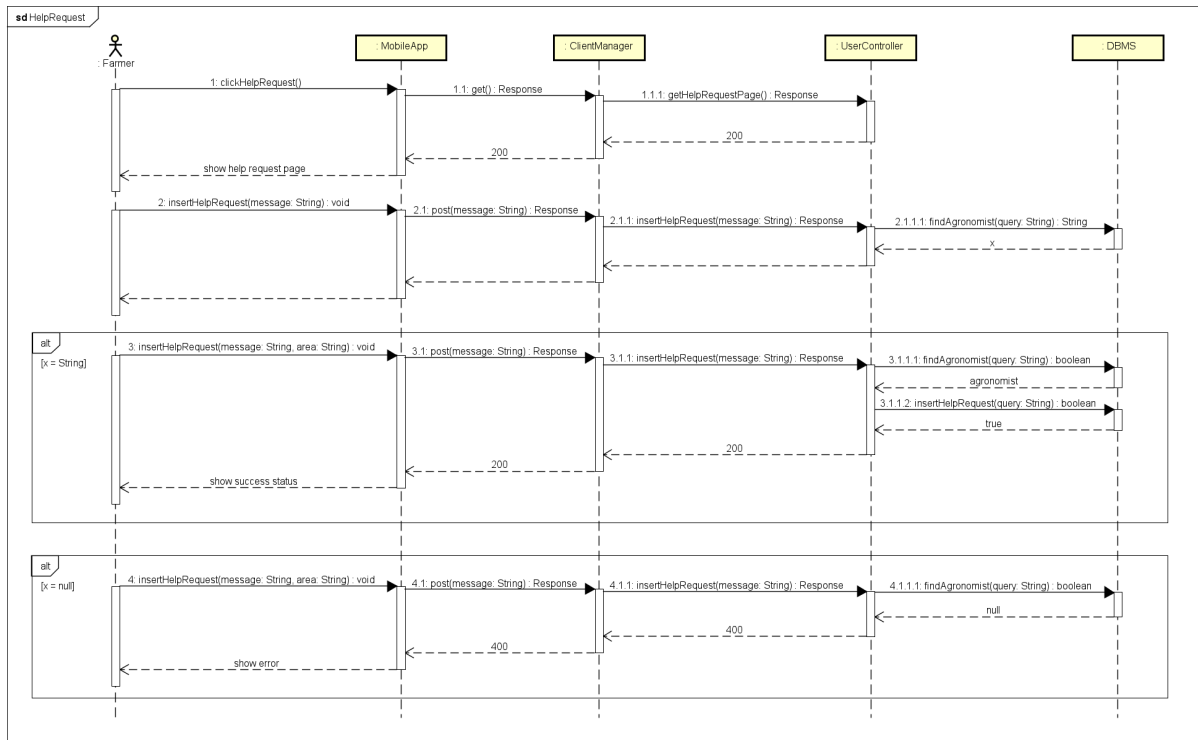 sd HelpRequest
: Farmer
: MobileApp
: ClientManager
: UserController
: DBMS
1: clickHelpRequest()
1.1: get() : Response
1.1.1: getHelpRequestPage() : Response
200
200
show help request page
2: insertHelpRequest(message: String) : void
2.1: post(message: String) : Response
2.1.1: insertHelpRequest(message: String) : Response
2.1.1.1: findAgronomist(query: String) : String
x
alt
[x = String]
3: insertHelpRequest(message: String, area: String) : void
3.1: post(message: String) : Response
3.1.1: insertHelpRequest(message: String) : Response
3.1.1.1: findAgronomist(query: String) : boolean
agronomist
3.1.1.2: insertHelpRequest(query: String) : boolean
true
200
200
show success status
alt
[x = null]
4: insertHelpRequest(message: String, area: String) : void
4.1: post(message: String) : Response
4.1.1: insertHelpRequest(message: String) : Response
4.1.1.1: findAgronomist(query: String) : boolean
null
400
400
show error